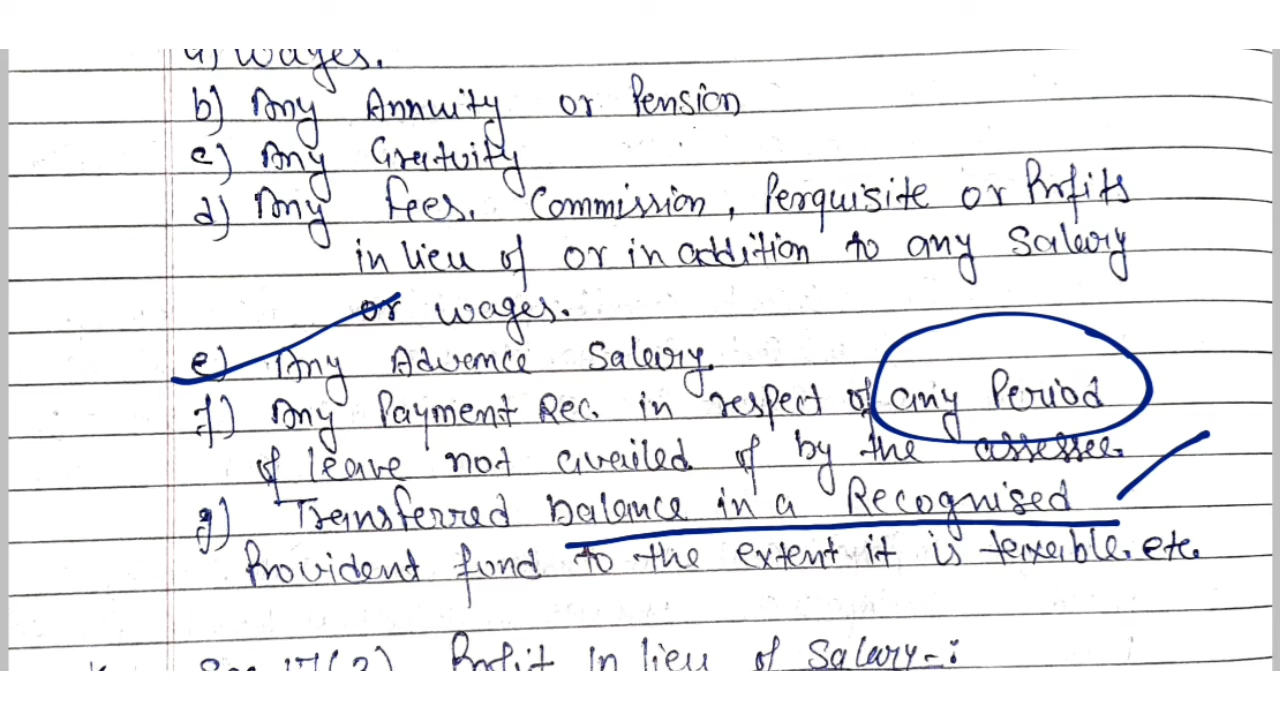 a) Wages.
b) Any Annuity or Pension
c) Any Gratuity
d) Any fees, Commission, Perquisite or Profits
in lieu of or in addition to any Salary
or wages.
e) Any Advance Salary.
f) Any Payment Rec. in respect of any Period
of leave not availed of by the assessee.
g) Transferred balance in a Recognised
Provident fund to the extent it is taxable. etc.
Profit in lieu of Salary-: